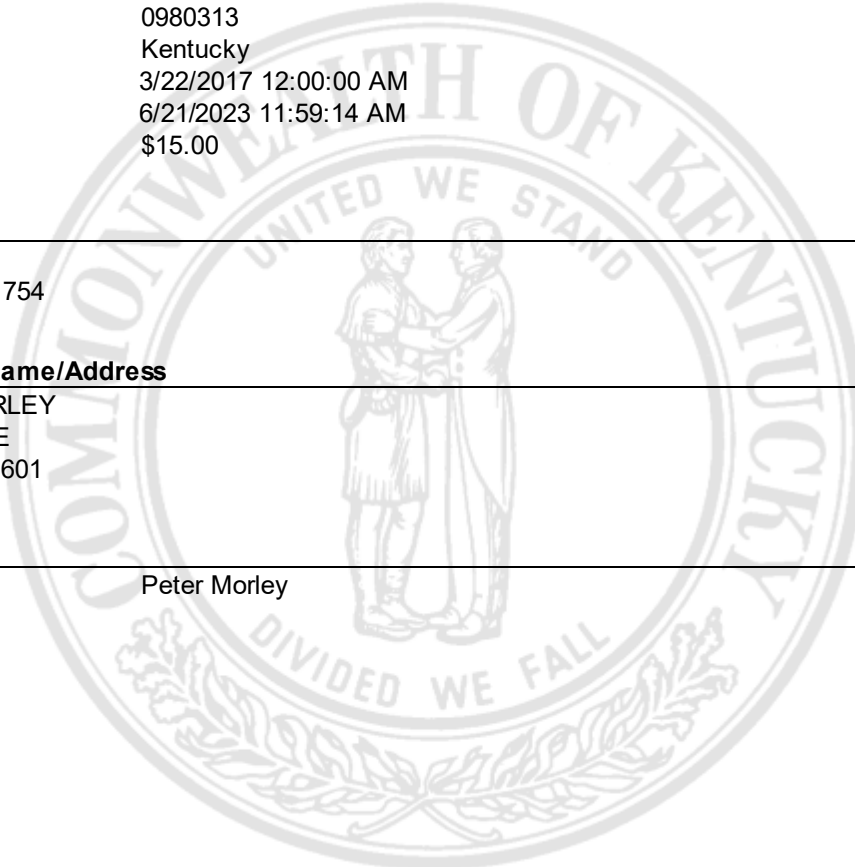 0980313
Kentucky
3/22/2017 12:00:00 AM
6/21/2023 11:59:14 AM
$15.00
COMMONWEALTH OF KENTUCKY
UNITED WE STAND
754
ame/Address
RLEY
E
601
Peter Morley
DIVIDED WE FALL